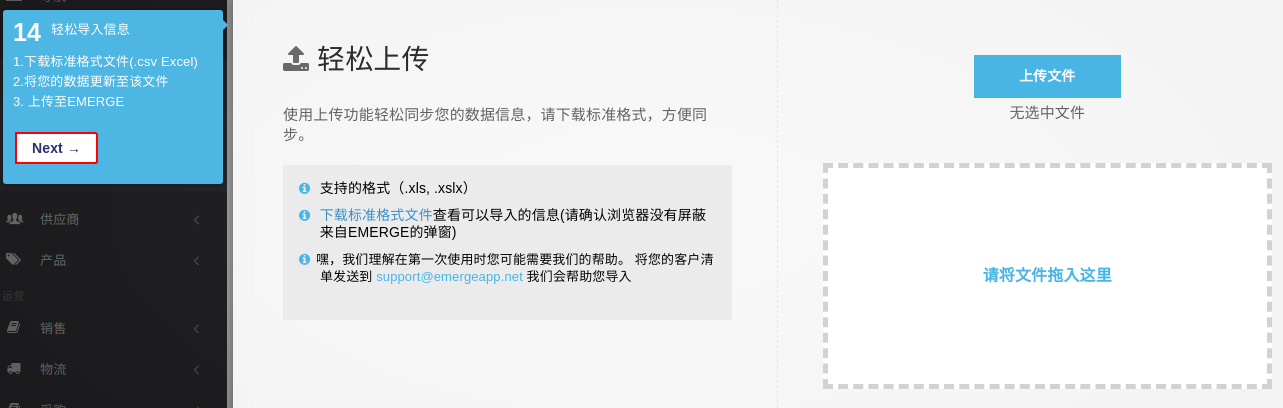 14 轻松导入信息
1.下载标准格式文件(.csv Excel)
2.将您的数据更新至该文件
3. 上传至EMERGE
Next →
供应商
产品
运营
销售
物流
采购
轻松上传
使用上传功能轻松同步您的数据信息，请下载标准格式，方便同
步。
支持的格式（.xls, .xslx）
下载标准格式文件查看可以导入的信息(请确认浏览器没有屏蔽
来自EMERGE的弹窗)
嘿，我们理解在第一次使用时您可能需要我们的帮助。 将您的客户清
单发送到 support@emergeapp.net 我们会帮助您导入
上传文件
无选中文件
请将文件拖入这里